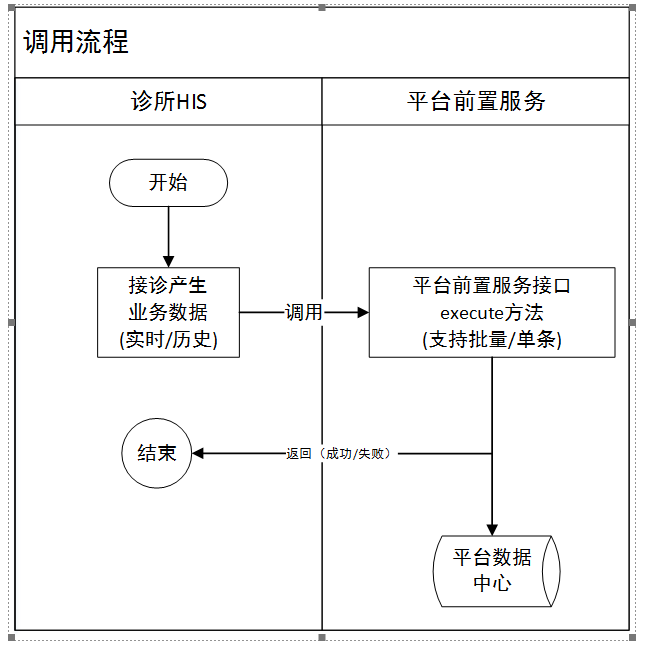 调用流程
诊所HIS
平台前置服务
开始
接诊产生
业务数据
(实时/历史)
调用
平台前置服务接口
execute方法
(支持批量/单条)
结束
返回（成功/失败）
平台数据
中心